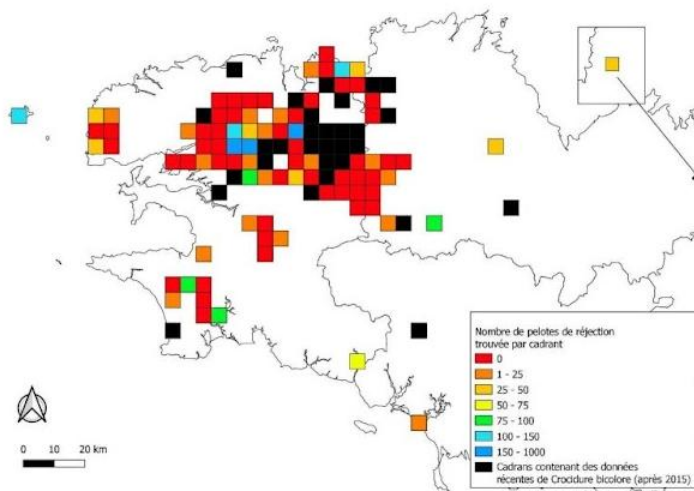 Nombre de pelotes de réjection
trouvée par cadrant
0
1 - 25
25 - 50
50 - 75
75 - 100
100 - 150
150 - 1000
Cadrans contenant des données
récentes de Crocidure bicolore (après 2015)
0 10 20 km